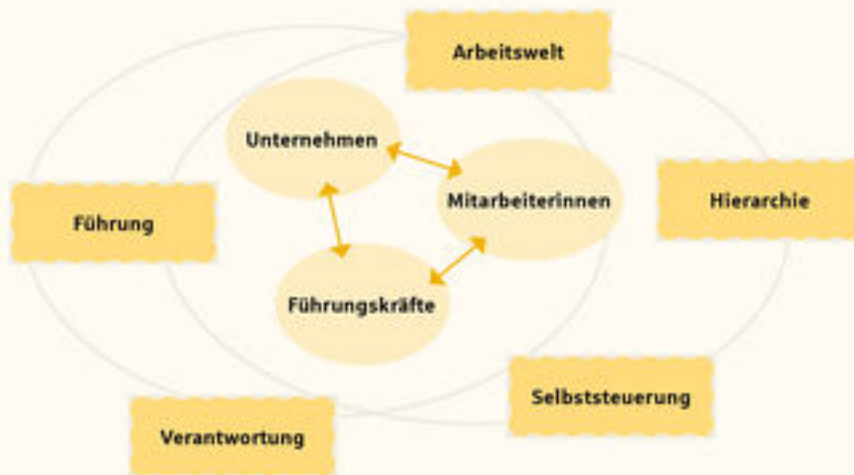 Arbeitswelt
Unternehmen
Mitarbeiterinnen
Hierarchie
Führung
Führungskräfte
Selbststeuerung
Verantwortung